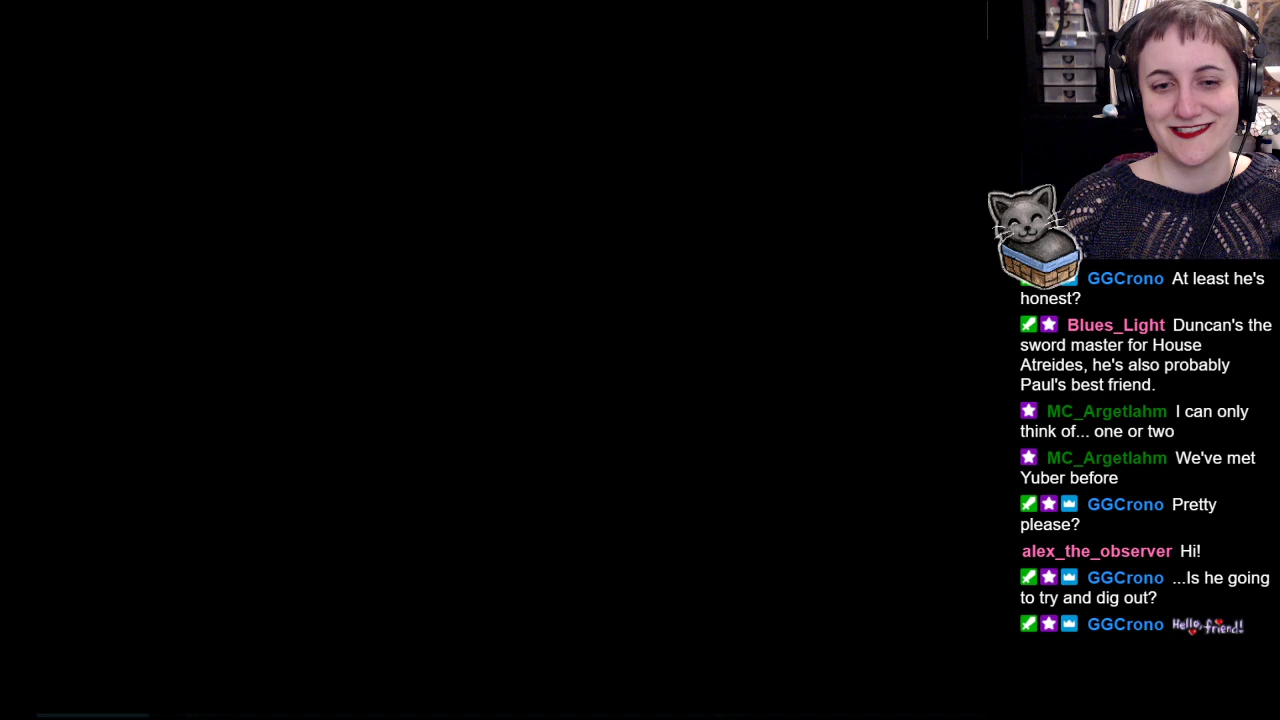 GGCrono At least he's
honest?
Blues_Light Duncan's the
sword master for House
Atreides, he's also probably
Paul's best friend.
MC_Argetlahm I can only
think of... one or two
MC_Argetlahm We've met
Yuber before
GGCrono Pretty
please?
alex_the_observer Hi!
GGCrono ...Is he going
to try and dig out?
GGCrono Hello, friend!